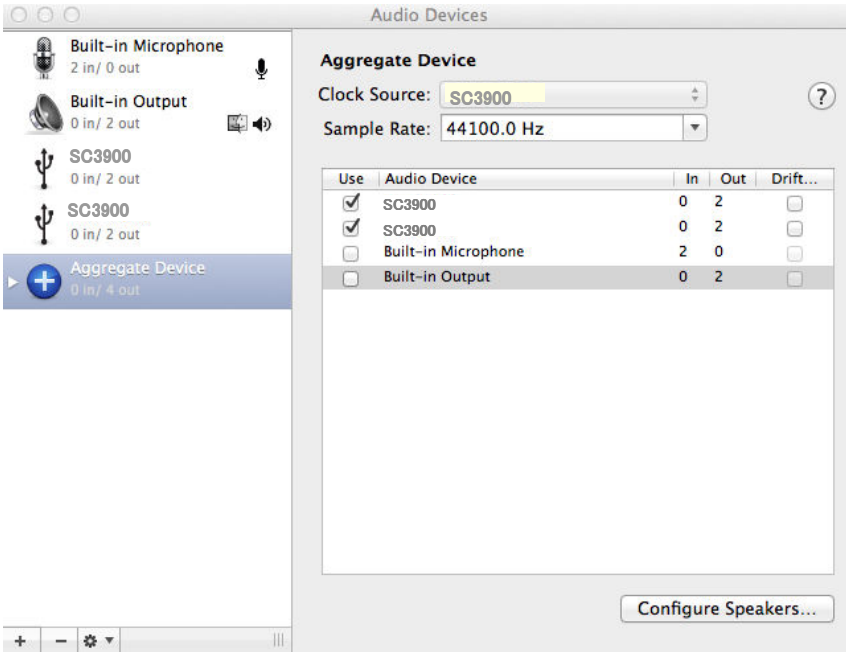 Audio Devices
Built-in Microphone
2 in/ 0 out
Built-in Output
0 in/ 2 out
SC3900
0 in/ 2 out
SC3900
0 in/ 2 out
Aggregate Device
0 in/ 4 out
Aggregate Device
Clock Source: SC3900
?
Sample Rate: 44100.0 Hz
Use Audio Device In Out Drift...
SC3900 0 2
SC3900 0 2
Built-in Microphone 2 0
Built-in Output 0 2
Configure Speakers...